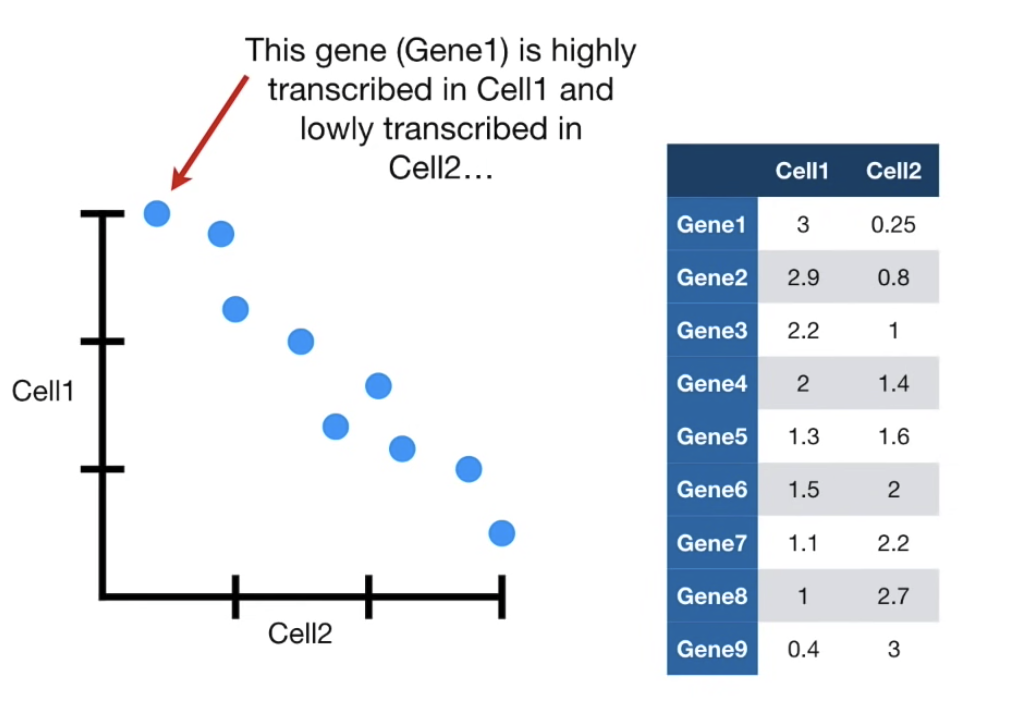 This gene (Gene1) is highly
transcribed in Cell1 and
lowly transcribed in
Cell2…
Cell1
Cell2
Cell1 Cell2
Gene1 3 0.25
Gene2 2.9 0.8
Gene3 2.2 1
Gene4 2 1.4
Gene5 1.3 1.6
Gene6 1.5 2
Gene7 1.1 2.2
Gene8 1 2.7
Gene9 0.4 3